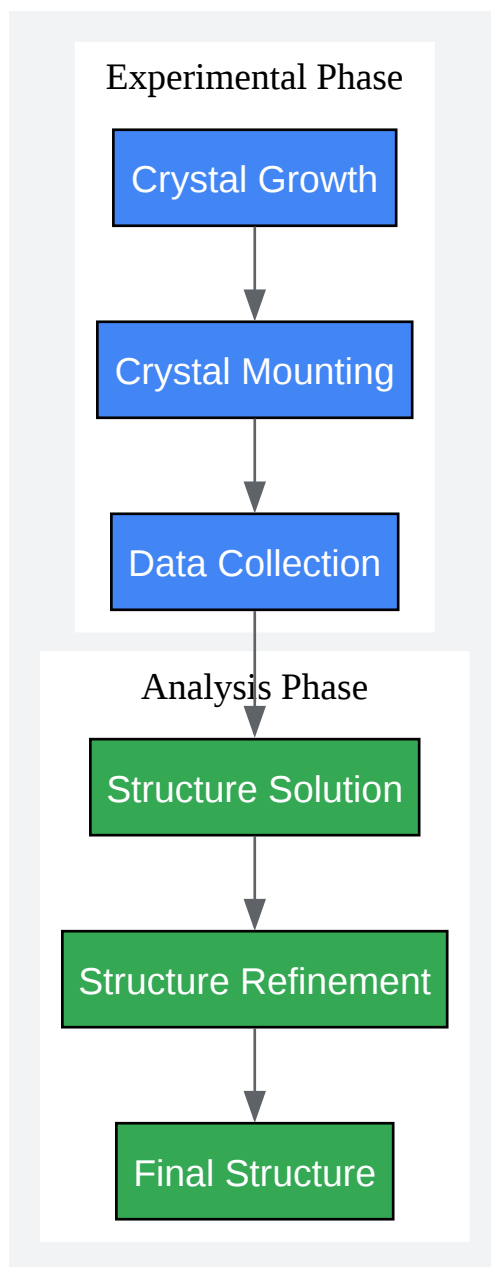 Experimental Phase
Crystal Growth
Crystal Mounting
Data Collection
Analysis Phase
Structure Solution
Structure Refinement
Final Structure